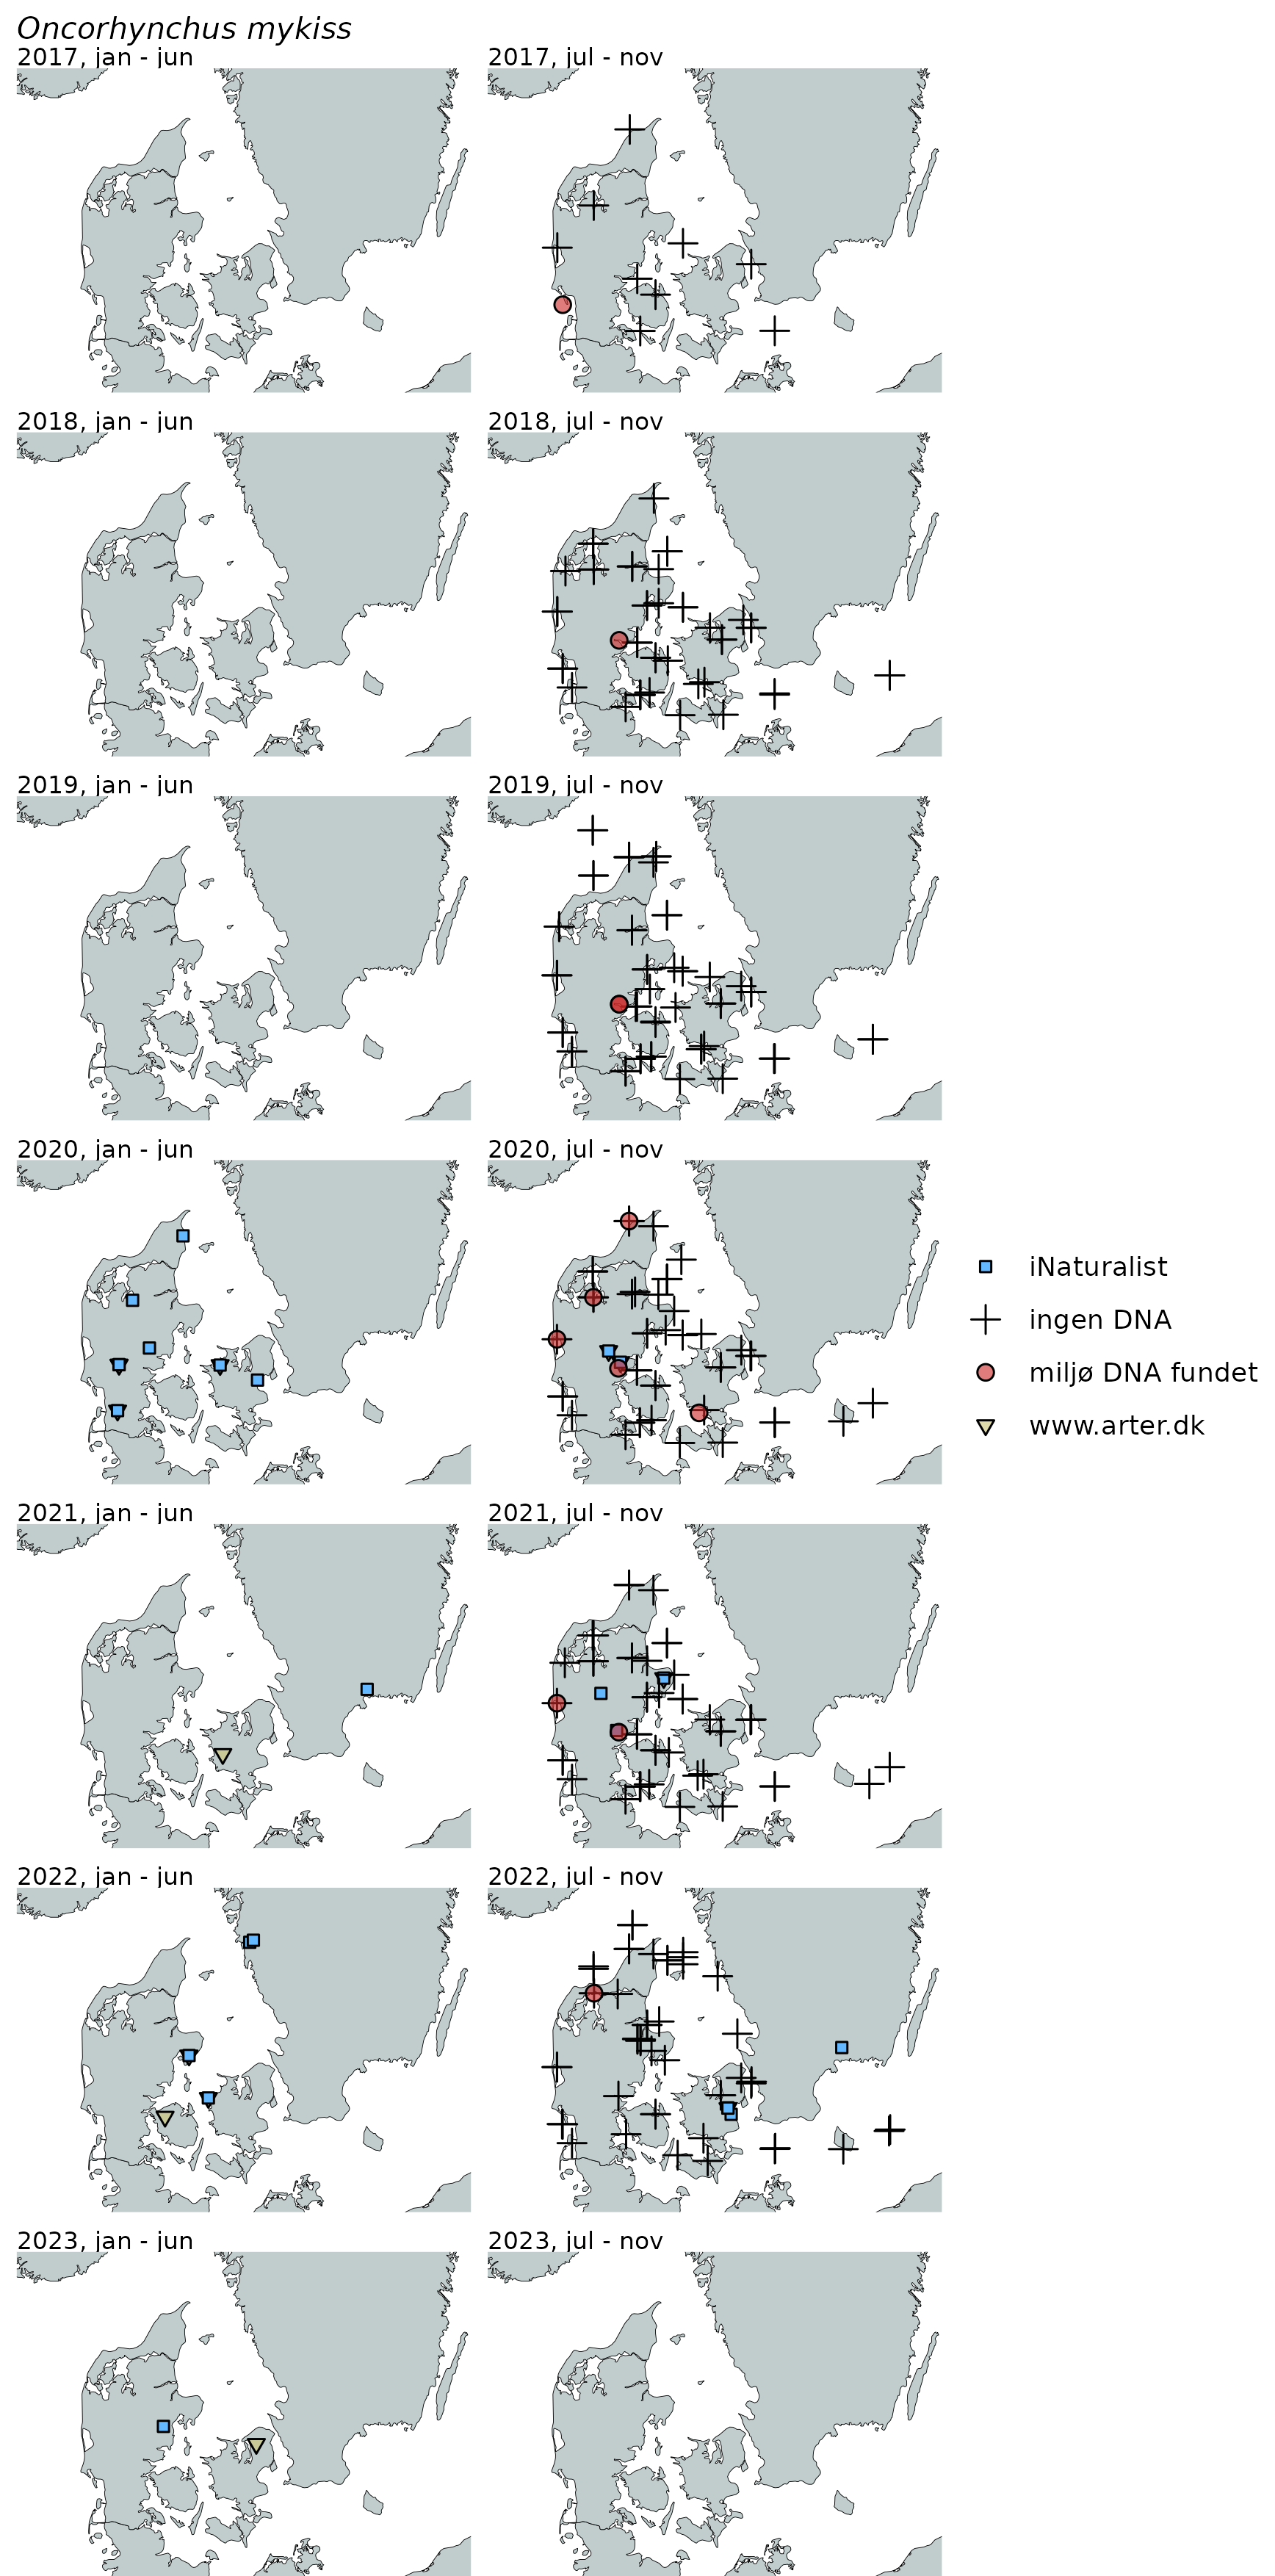 Oncorhynchus mykiss
2017, jan - jun
2017, jul - nov
2018, jan - jun
2018, jul - nov
2019, jan - jun
2019, jul - nov
2020, jan - jun
2020, jul - nov
iNaturalist
ingen DNA
miljø DNA fundet
www.arter.dk
2021, jan - jun
2021, jul - nov
2022, jan - jun
2022, jul - nov
2023, jan - jun
2023, jul - nov